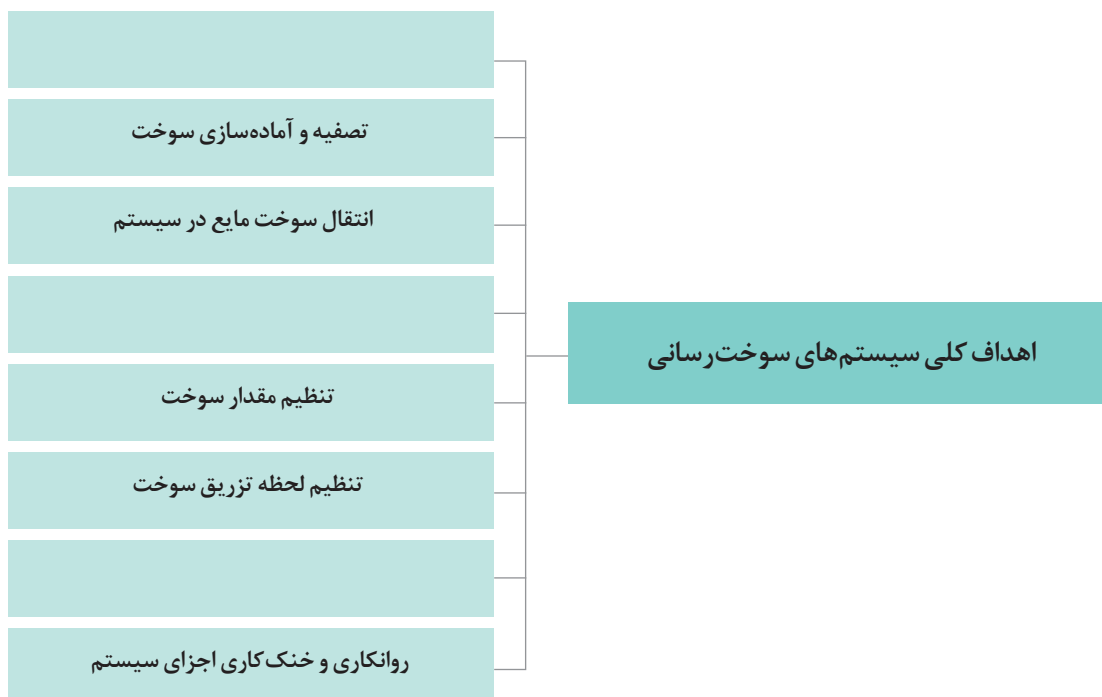 اهداف کلی سیستم‌های سوخت‌رسانی
تصفیه و آماده‌سازی سوخت
انتقال سوخت مایع در سیستم
تنظیم مقدار سوخت
تنظیم لحظه تزریق سوخت
روانکاری و خنک‌کاری اجزای سیستم